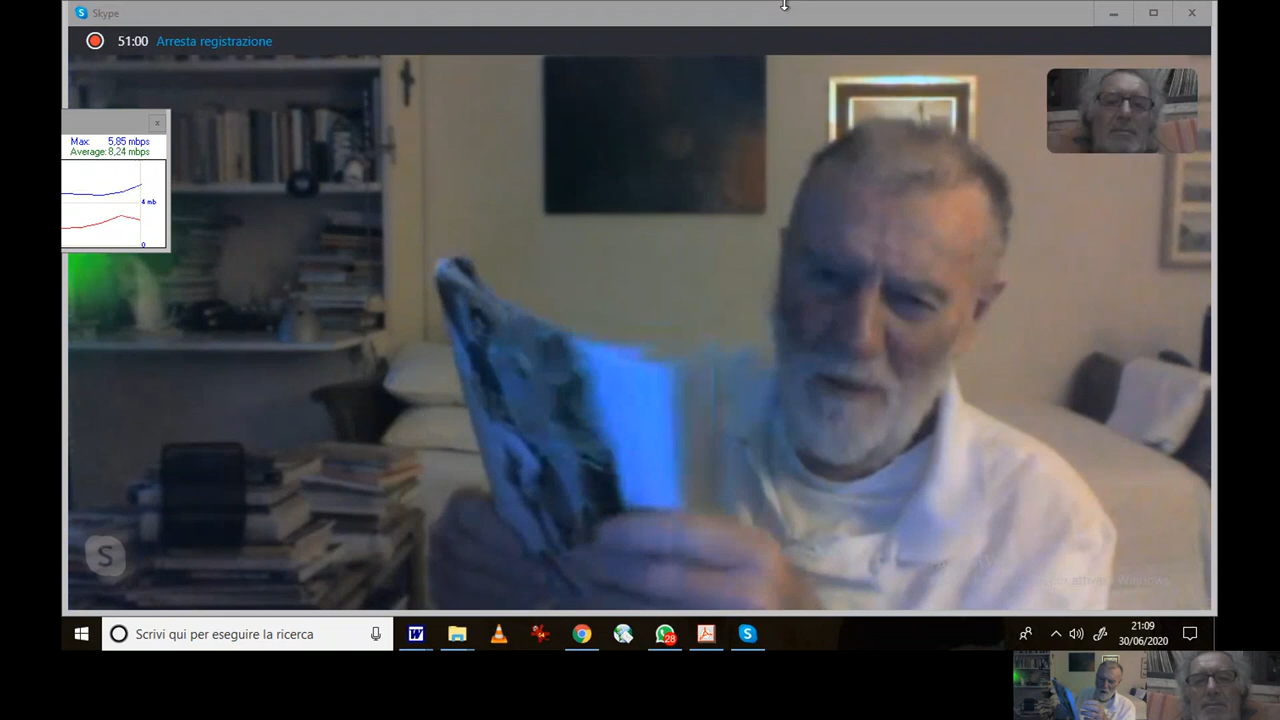 Skype
51:00 Arresta registrazione
Max: 5,85 mbps
Average: 8,24 mbps
4 mb
0
S
Scrivi qui per eseguire la ricerca
28
21:09
30/06/2020